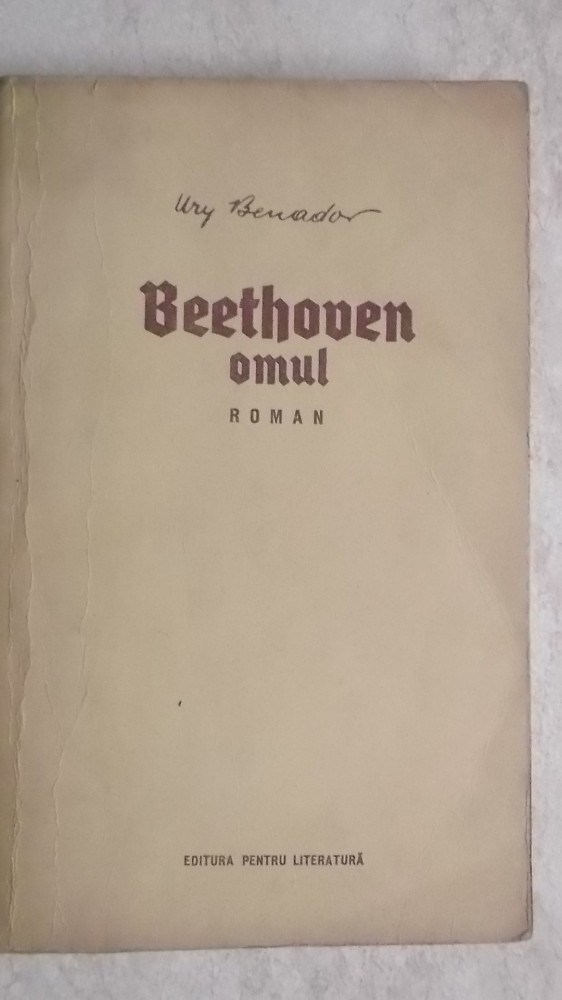 Ury Benador
Beethoven
omul
ROMAN
EDITURA PENTRU LITERATURĂ